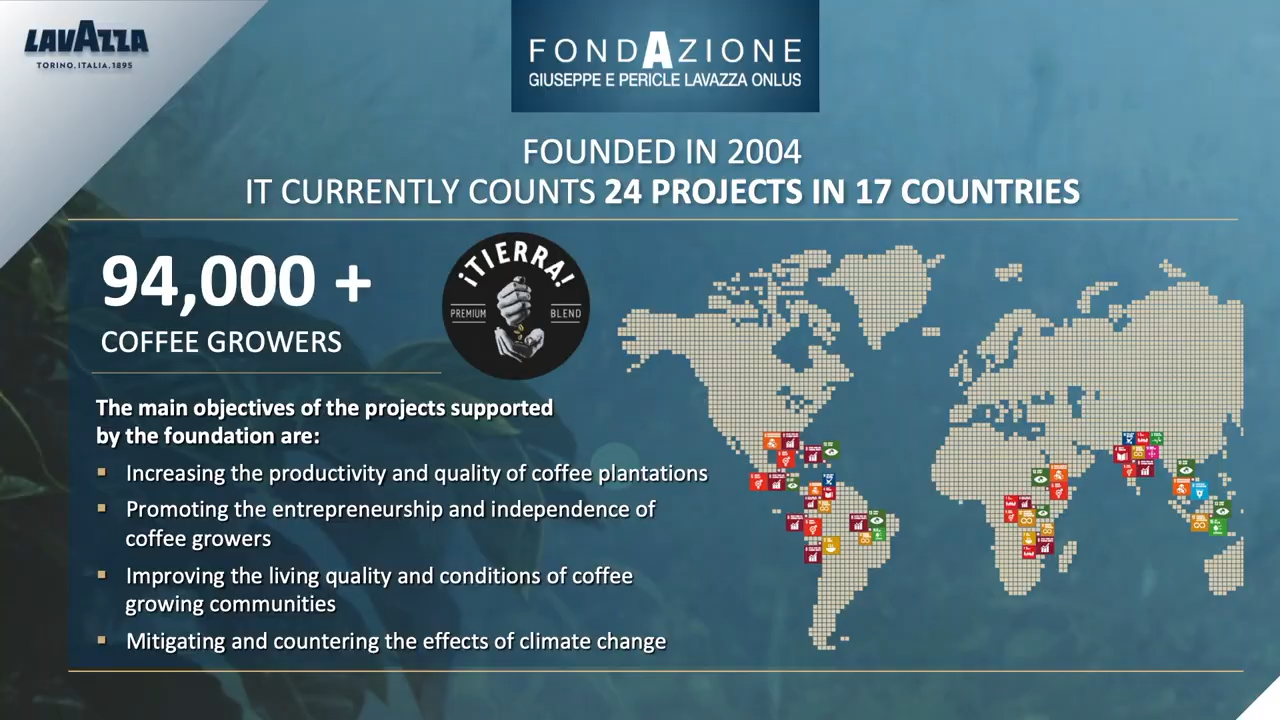 LAVAZZA
TORINO, ITALIA, 1895
FONDAZIONE
GIUSEPPE E PERICLE LAVAZZA ONLUS
FOUNDED IN 2004
IT CURRENTLY COUNTS 24 PROJECTS IN 17 COUNTRIES
94,000 +
COFFEE GROWERS
¡TIERRA!
PREMIUM BLEND
The main objectives of the projects supported
by the foundation are:
▪ Increasing the productivity and quality of coffee plantations
▪ Promoting the entrepreneurship and independence of
coffee growers
▪ Improving the living quality and conditions of coffee
growing communities
▪ Mitigating and countering the effects of climate change